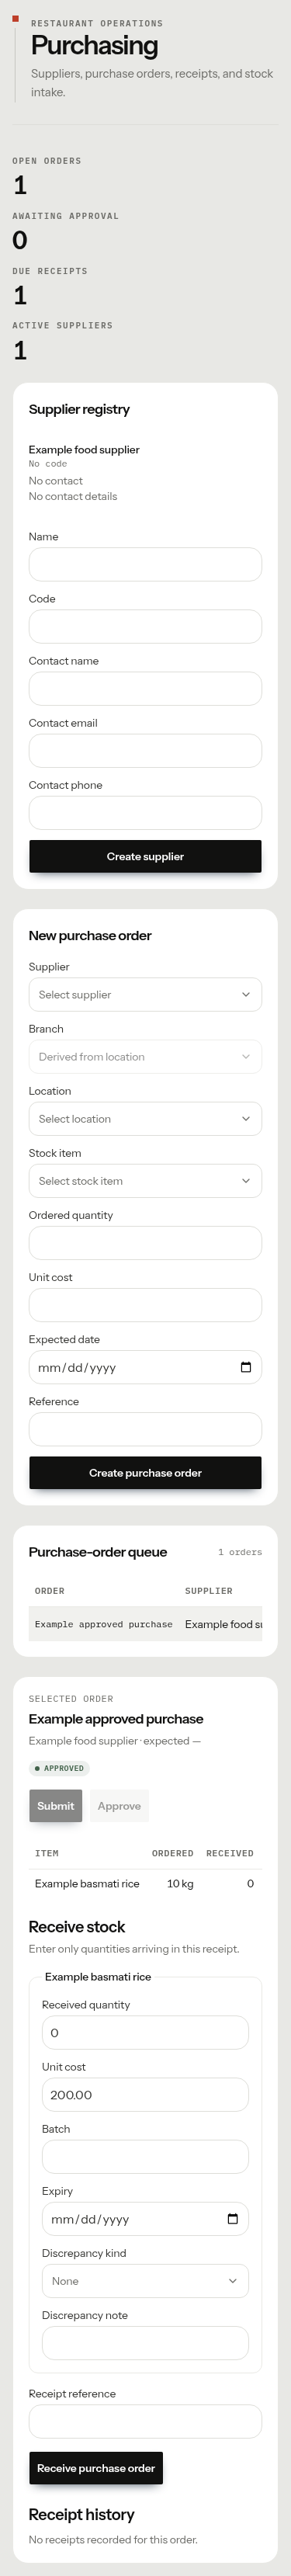 RESTAURANT OPERATIONS
Purchasing
Suppliers, purchase orders, receipts, and stock
intake.
OPEN ORDERS
1
AWAITING APPROVAL
0
DUE RECEIPTS
1
ACTIVE SUPPLIERS
1
Supplier registry
Example food supplier
No code
No contact
No contact details
Name
Code
Contact name
Contact email
Contact phone
Create supplier
New purchase order
Supplier
Select supplier
Branch
Derived from location
Location
Select location
Stock item
Select stock item
Ordered quantity
Unit cost
Expected date
mm/dd/yyyy
Reference
Create purchase order
Purchase-order queue 1 orders
ORDER SUPPLIER
Example approved purchase Example food su
SELECTED ORDER
Example approved purchase
Example food supplier · expected —
APPROVED
Submit Approve
ITEM ORDERED RECEIVED
Example basmati rice 10 kg 0
Receive stock
Enter only quantities arriving in this receipt.
Example basmati rice
Received quantity
0
Unit cost
200.00
Batch
Expiry
mm/dd/yyyy
Discrepancy kind
None
Discrepancy note
Receipt reference
Receive purchase order
Receipt history
No receipts recorded for this order.